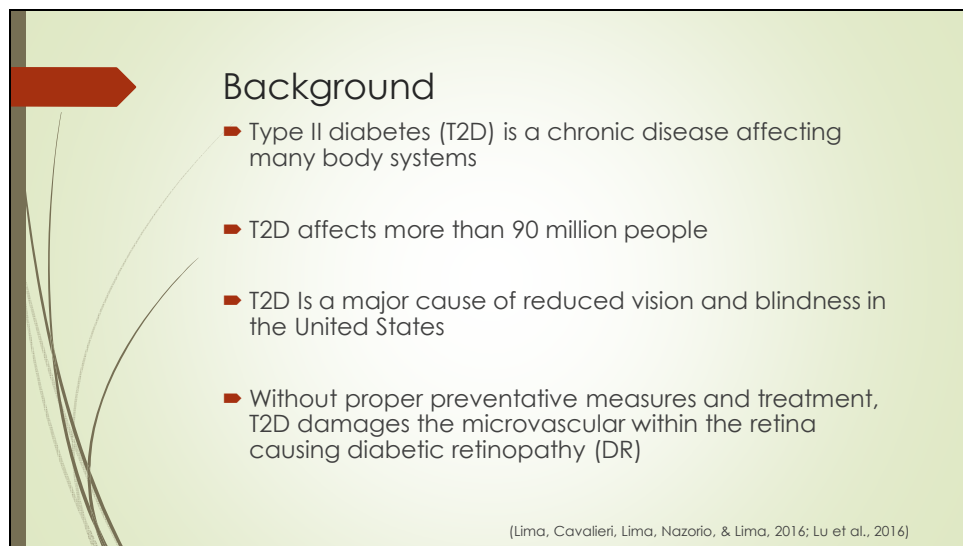 Background
Type II diabetes (T2D) is a chronic disease affecting
many body systems
T2D affects more than 90 million people
T2D Is a major cause of reduced vision and blindness in
the United States
Without proper preventative measures and treatment,
T2D damages the microvascular within the retina
causing diabetic retinopathy (DR)
(Lima, Cavalieri, Lima, Nazorio, & Lima, 2016; Lu et al., 2016)